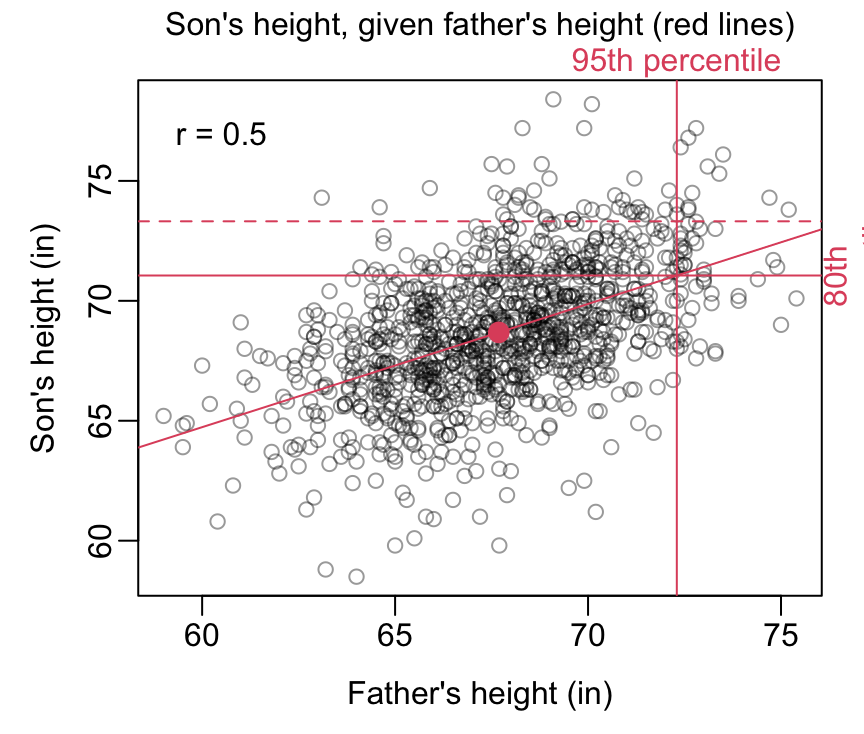 Son's height, given father's height (red lines)
95th percentile
r = 0.5
75
70
65
60
Son's height (in)
80th
60 65 70 75
Father's height (in)